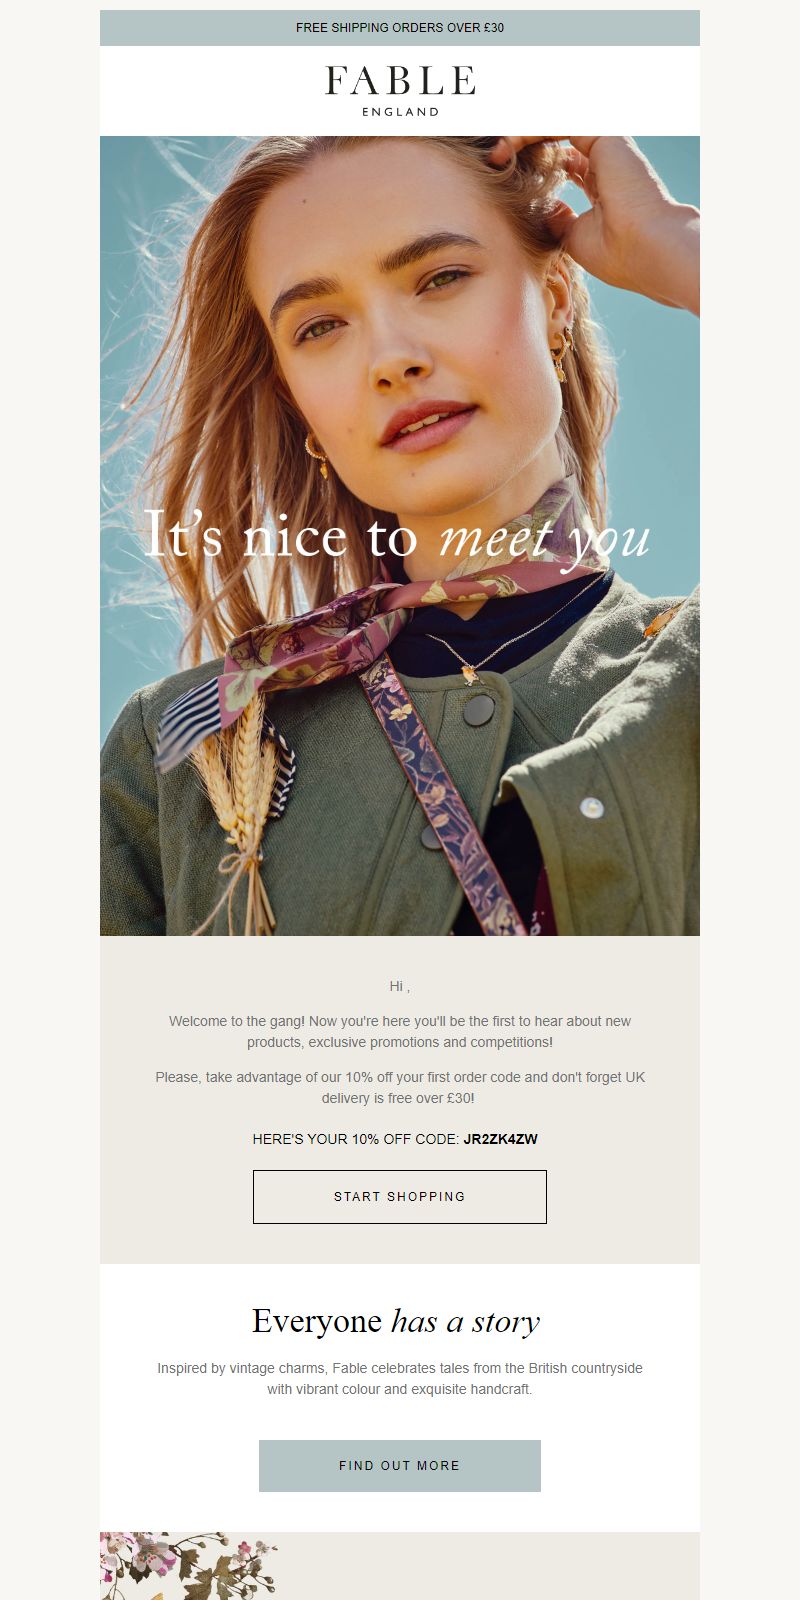 FREE SHIPPING ORDERS OVER £30
FABLE
ENGLAND
It's nice to meet you
Hi ,
Welcome to the gang! Now you're here you'll be the first to hear about new
products, exclusive promotions and competitions!
Please, take advantage of our 10% off your first order code and don't forget UK
delivery is free over £30!
HERE'S YOUR 10% OFF CODE: JR2ZK4ZW
START SHOPPING
Everyone has a story
Inspired by vintage charms, Fable celebrates tales from the British countryside
with vibrant colour and exquisite handcraft.
FIND OUT MORE